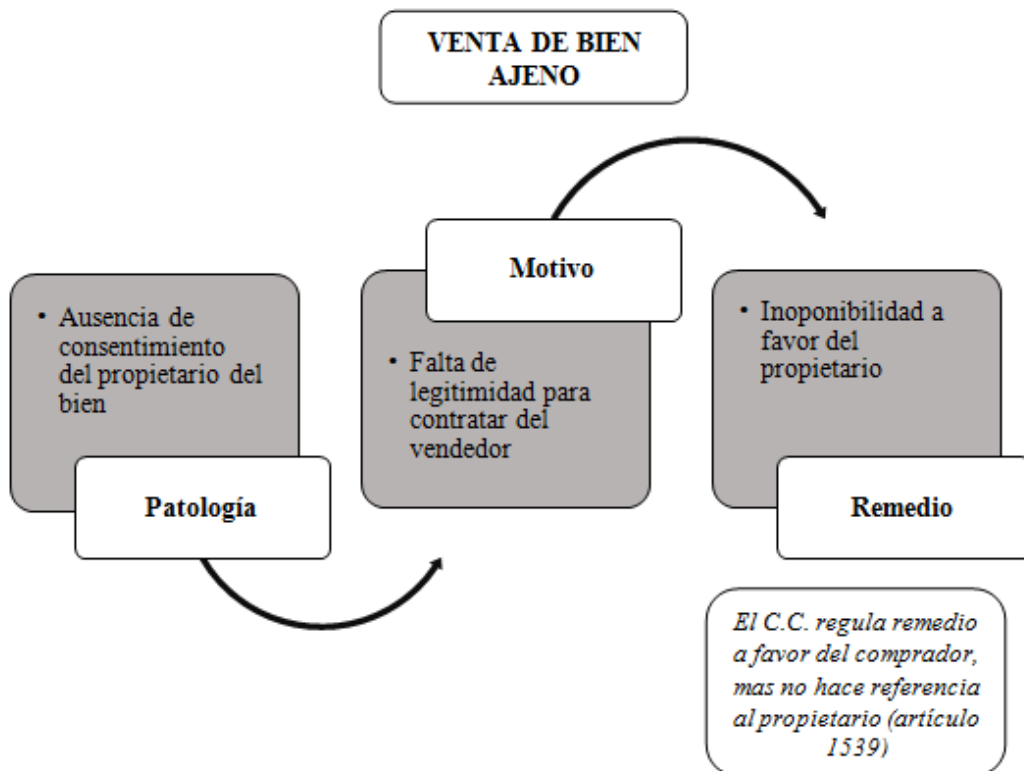 VENTA DE BIEN
AJENO
• Ausencia de
consentimiento
del propietario del
bien
Patología
Motivo
• Falta de
legitimidad para
contratar del
vendedor
• Inoponibilidad a
favor del
propietario
Remedio
El C.C. regula remedio
a favor del comprador,
mas no hace referencia
al propietario (artículo
1539)